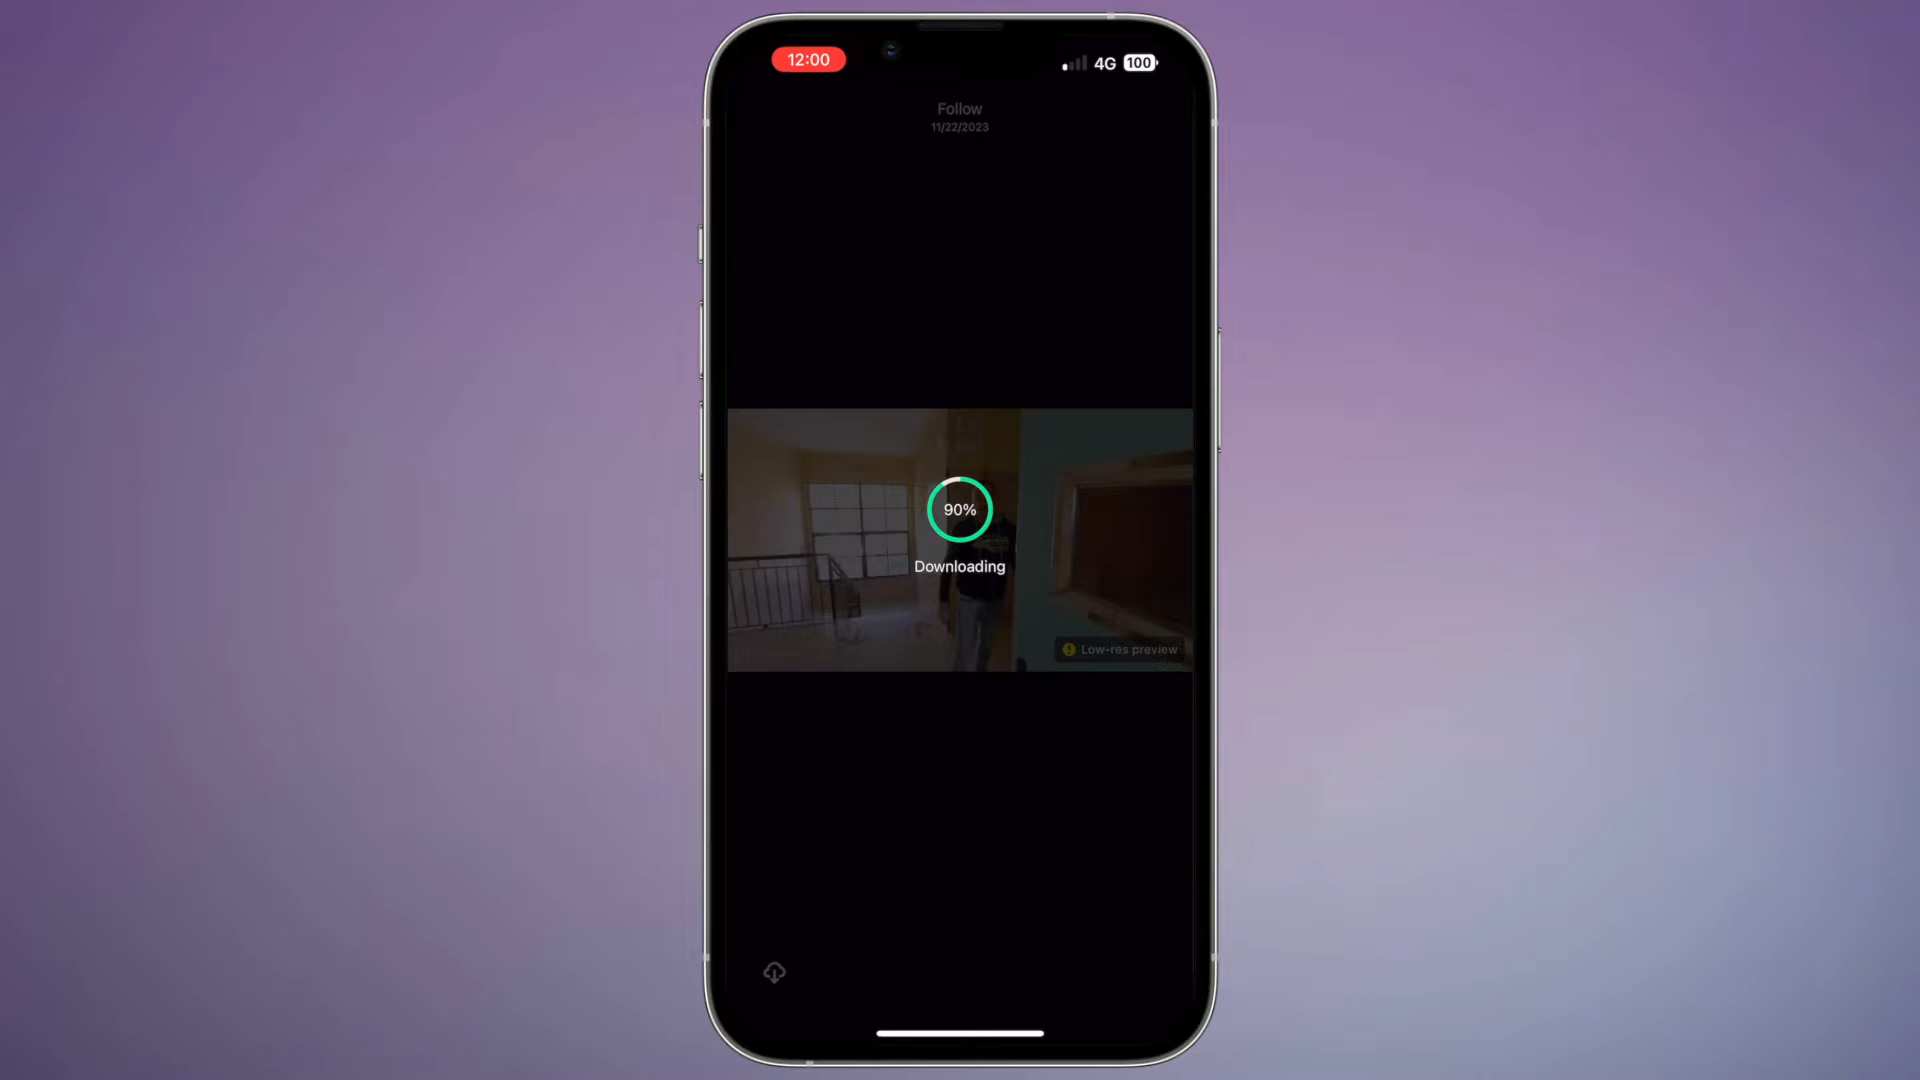 12:00
4G 100
Follow
11/22/2023
90%
Downloading
Low-res preview